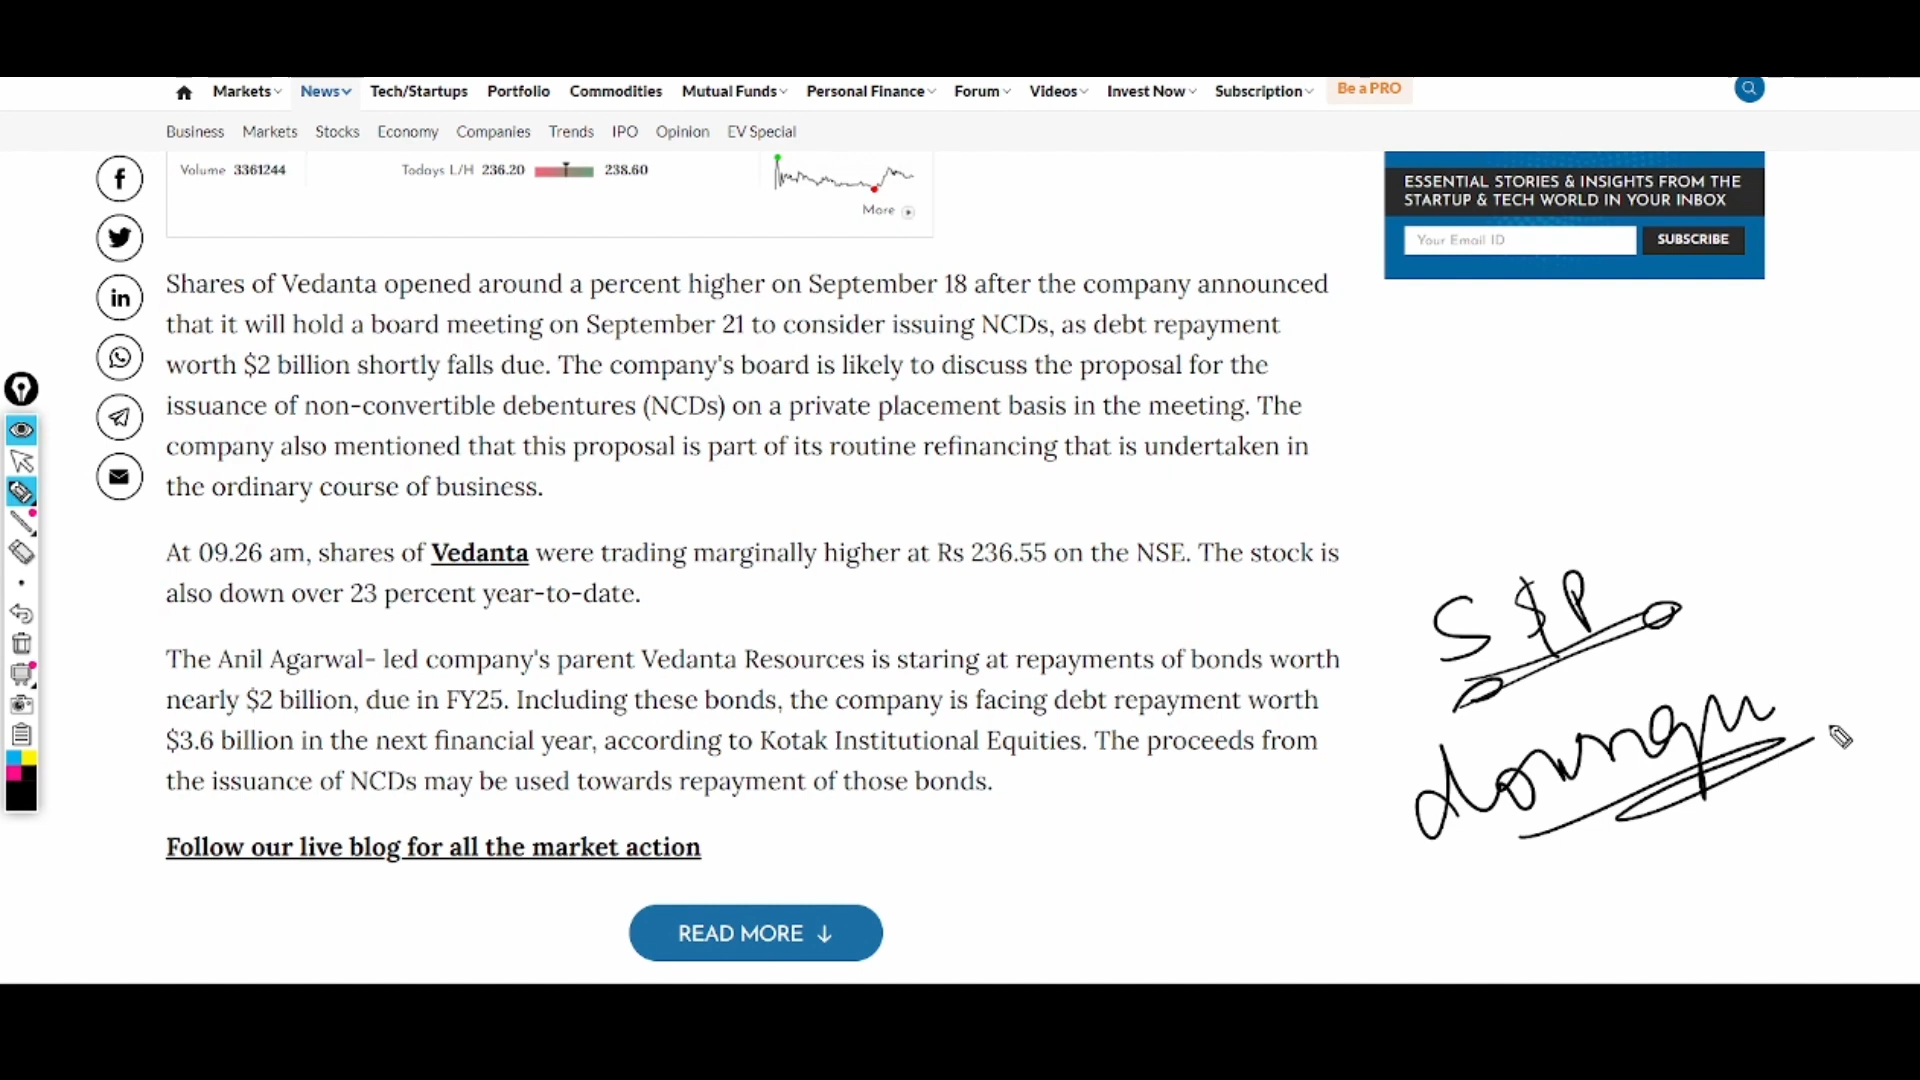 Markets News Tech/Startups Portfolio Commodities Mutual Funds Personal Finance Forum Videos Invest Now Subscription Be a PRO
Business Markets Stocks Economy Companies Trends IPO Opinion EV Special
Volume 3361244 Todays L/H 236.20 238.60
More
ESSENTIAL STORIES & INSIGHTS FROM THE
STARTUP & TECH WORLD IN YOUR INBOX
Your Email ID SUBSCRIBE
Shares of Vedanta opened around a percent higher on September 18 after the company announced
that it will hold a board meeting on September 21 to consider issuing NCDs, as debt repayment
worth $2 billion shortly falls due. The company's board is likely to discuss the proposal for the
issuance of non-convertible debentures (NCDs) on a private placement basis in the meeting. The
company also mentioned that this proposal is part of its routine refinancing that is undertaken in
the ordinary course of business.
At 09.26 am, shares of Vedanta were trading marginally higher at Rs 236.55 on the NSE. The stock is
also down over 23 percent year-to-date.
The Anil Agarwal- led company's parent Vedanta Resources is staring at repayments of bonds worth
nearly $2 billion, due in FY25. Including these bonds, the company is facing debt repayment worth
$3.6 billion in the next financial year, according to Kotak Institutional Equities. The proceeds from
the issuance of NCDs may be used towards repayment of those bonds.
Follow our live blog for all the market action
READ MORE
S $ P